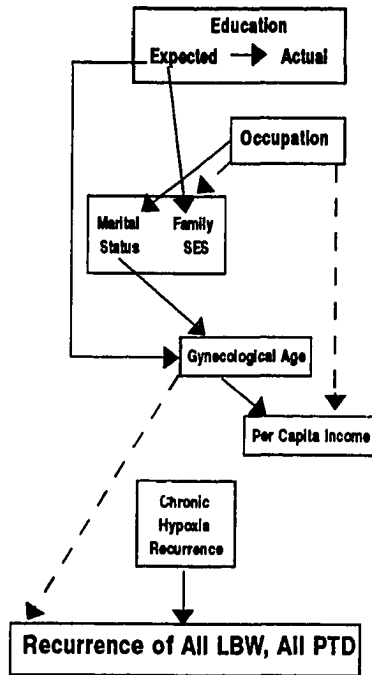 Education
Expected Actual
Occupation
Marital Family
Status SES
Gynecological Age
Per Capita Income
Chronic
Hypoxia
Recurrence
Recurrence of All LBW, All PTD